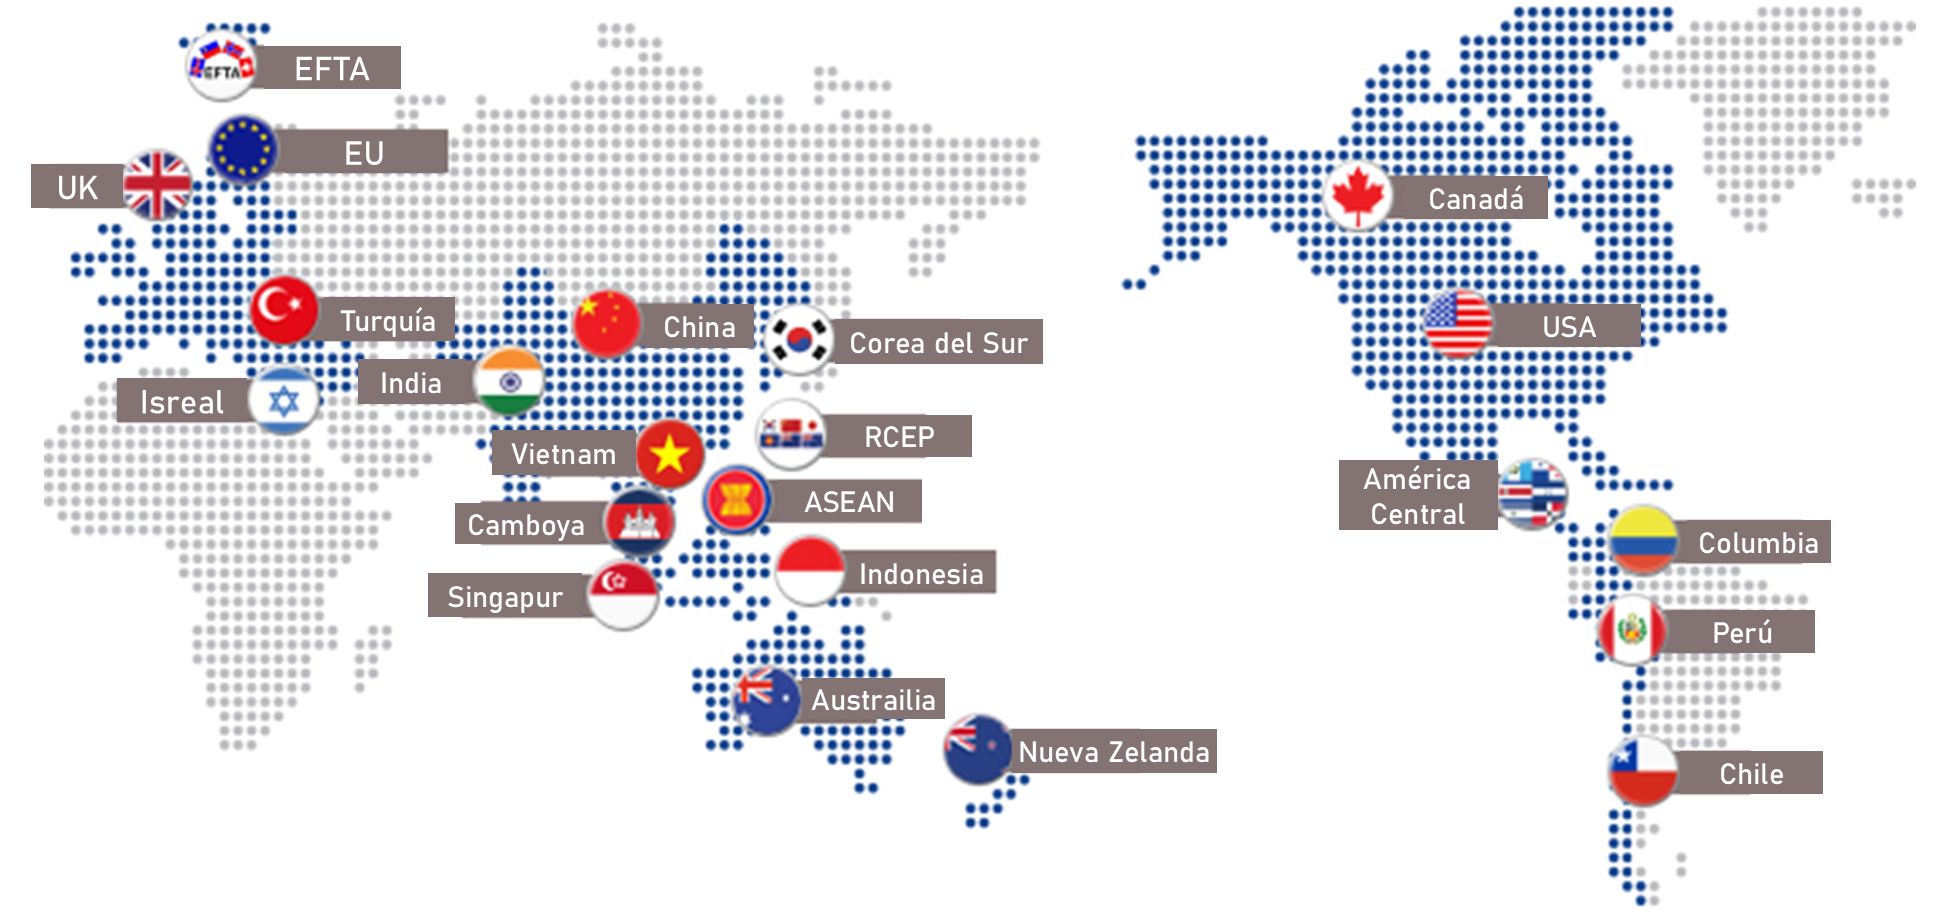 EFTA
EFTA
EU
UK
Canadá
Turquía
China
Corea del Sur
USA
India
Isreal
RCEP
Vietnam
América
Central
ASEAN
Camboya
Columbia
Indonesia
Singapur
Perú
Austrailia
Nueva Zelanda
Chile